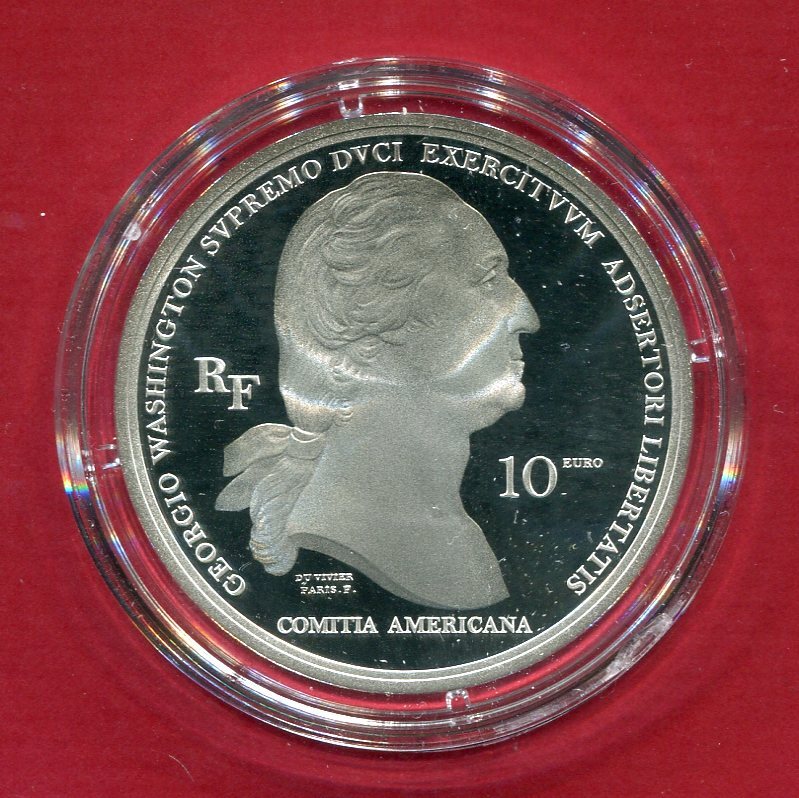 GEORGIO WASHINGTON SVPREMO DVCI EXERCITVVM ADSERTORI LIBERTATIS
RF
10 EURO
DU VIVIER
PARIS. F.
COMITIA AMERICANA